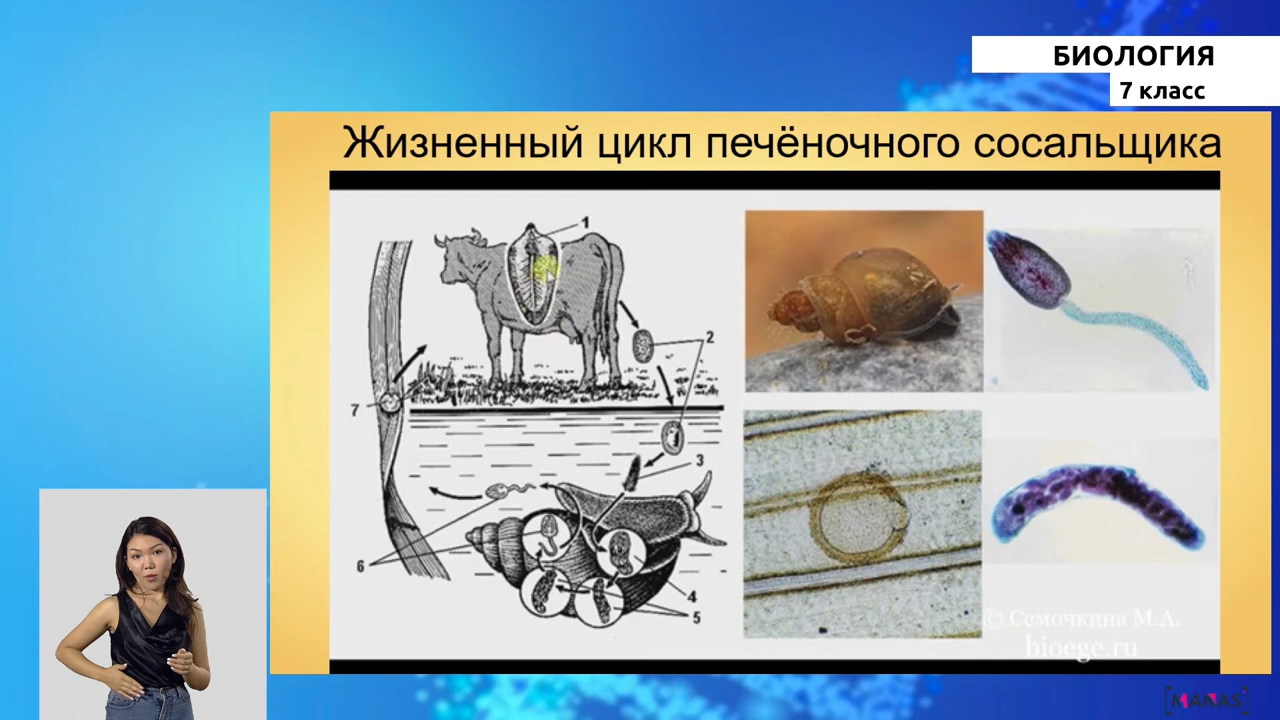 БИОЛОГИЯ
7 класс
Жизненный цикл печёночного сосальщика
1
2
3
7
6
4
5
© Семочкина М.А.
bioege.ru
MANAS